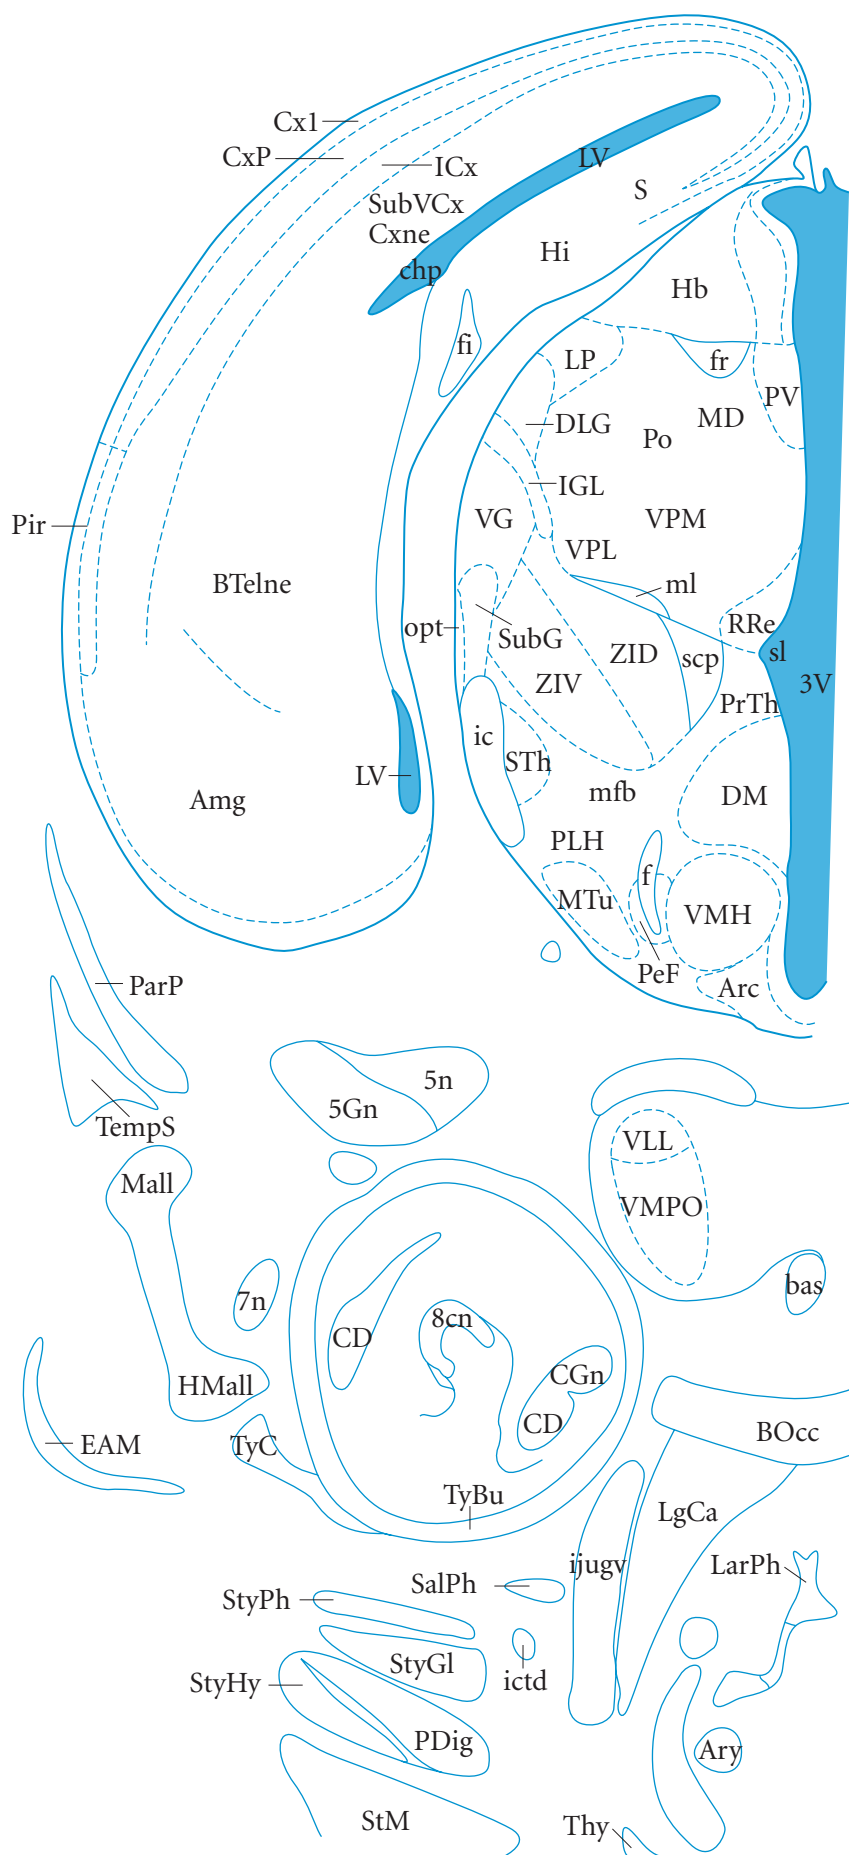 Cx1
CxP
ICx
LV
SubVCx
S
Cxne
Hi
chp
Hb
fi
LP
fr
PV
DLG
MD
Po
IGL
Pir
VG
VPM
VPL
BTelne
ml
opt
SubG
RRe
ZID
scp
sl
ZIV
3V
PrTh
ic
STh
LV
mfb
DM
Amg
PLH
f
MTu
VMH
PeF
ParP
Arc
5n
5Gn
TempS
VLL
Mall
VMPO
7n
bas
8cn
CD
CGn
HMall
CD
BOcc
EAM
TyC
TyBu
LgCa
ijugv
LarPh
SalPh
StyPh
StyGl
ictd
StyHy
PDig
Ary
StM
Thy